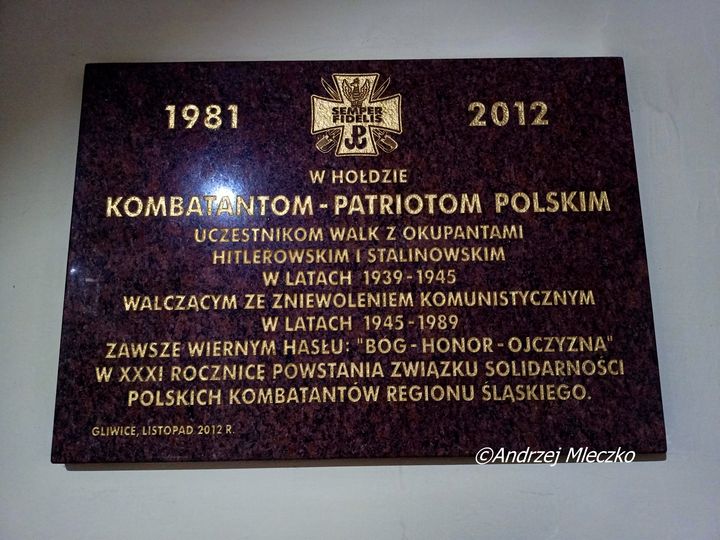 1981
SEMPER
FIDELIS
2012
W HOŁDZIE
KOMBATANTOM - PATRIOTOM POLSKIM
UCZESTNIKOM WALK Z OKUPANTAMI
HITLEROWSKIM I STALINOWSKIM
W LATACH 1939 - 1945
WALCZĄCYM ZE ZNIEWOLENIEM KOMUNISTYCZNYM
W LATACH 1945 - 1989
ZAWSZE WIERNYM HASŁU: "BÓG - HONOR - OJCZYZNA"
W XXXI ROCZNICĘ POWSTANIA ZWIĄZKU SOLIDARNOŚCI
POLSKICH KOMBATANTÓW REGIONU ŚLĄSKIEGO.
GLIWICE, LISTOPAD 2012 R.
©Andrzej Mleczko